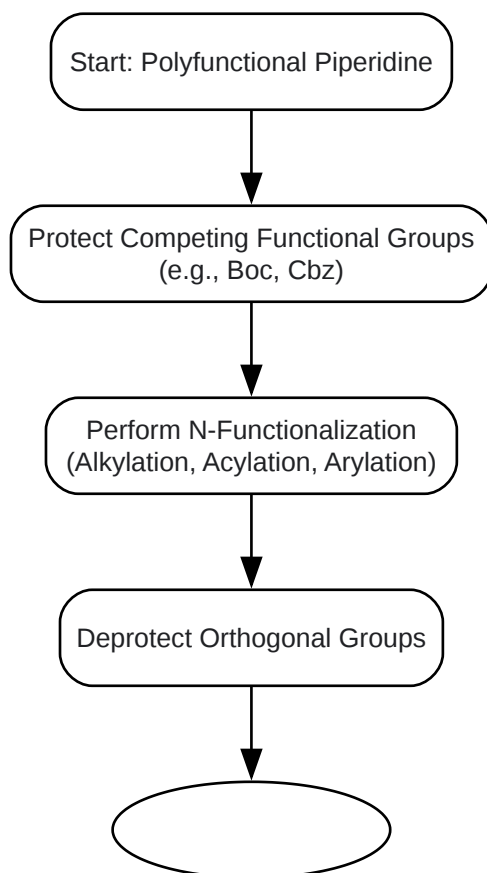 Start: Polyfunctional Piperidine
Protect Competing Functional Groups
(e.g., Boc, Cbz)
Perform N-Functionalization
(Alkylation, Acylation, Arylation)
Deprotect Orthogonal Groups